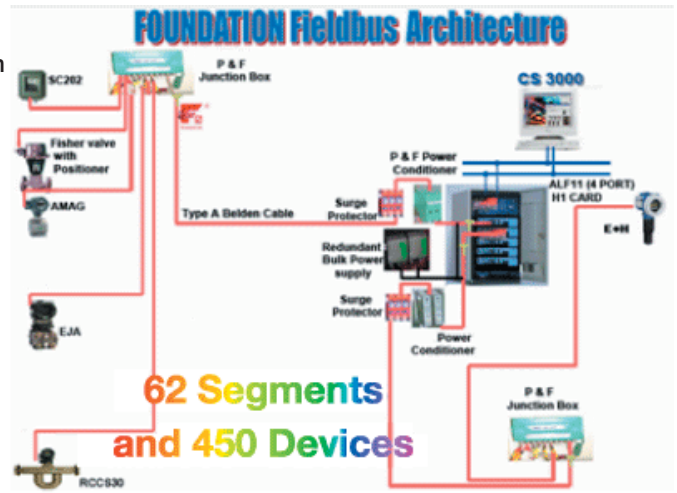 FOUNDATION Fieldbus Architecture
P & F
Junction Box
SC202
CS 3000
Fisher valve
with
Positioner
P & F Power
Conditioner
ALF11 (4 PORT)
H1 CARD
AMAG
Type A Belden Cable
Surge
Protector
E+H
Redundant
Bulk Power
supply
Surge
Protector
EJA
Power
Conditioner
62 Segments
and 450 Devices
P & F
Junction Box
RCCS30